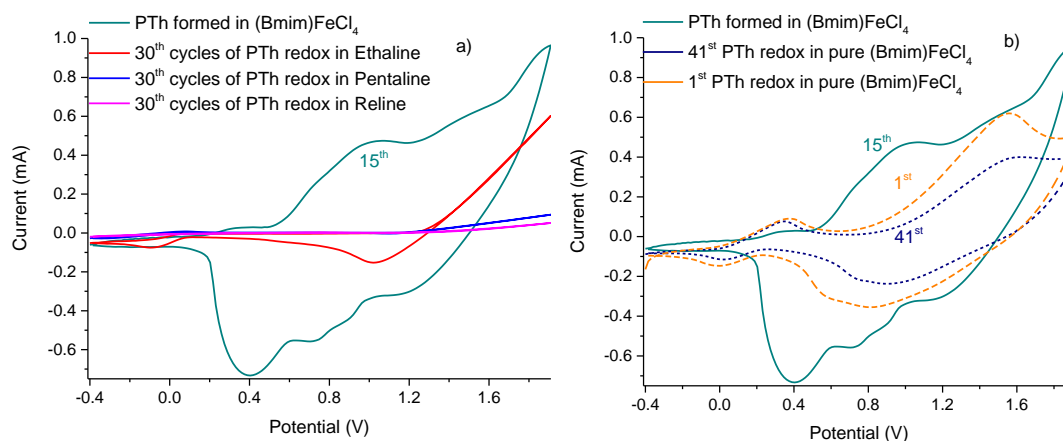 PTh formed in (Bmim)FeCl₄
30ᵗʰ cycles of PTh redox in Ethaline
30ᵗʰ cycles of PTh redox in Pentaline
30ᵗʰ cycles of PTh redox in Reline
a)
15ᵗʰ
1.0
0.8
0.6
0.4
0.2
0.0
-0.2
-0.4
-0.6
Current (mA)
-0.4 0.0 0.4 0.8 1.2 1.6
Potential (V)
PTh formed in (Bmim)FeCl₄
41ˢᵗ PTh redox in pure (Bmim)FeCl₄
1ˢᵗ PTh redox in pure (Bmim)FeCl₄
b)
15ᵗʰ
1ˢᵗ
41ˢᵗ
1.0
0.8
0.6
0.4
0.2
0.0
-0.2
-0.4
-0.6
Current (mA)
-0.4 0.0 0.4 0.8 1.2 1.6
Potential (V)